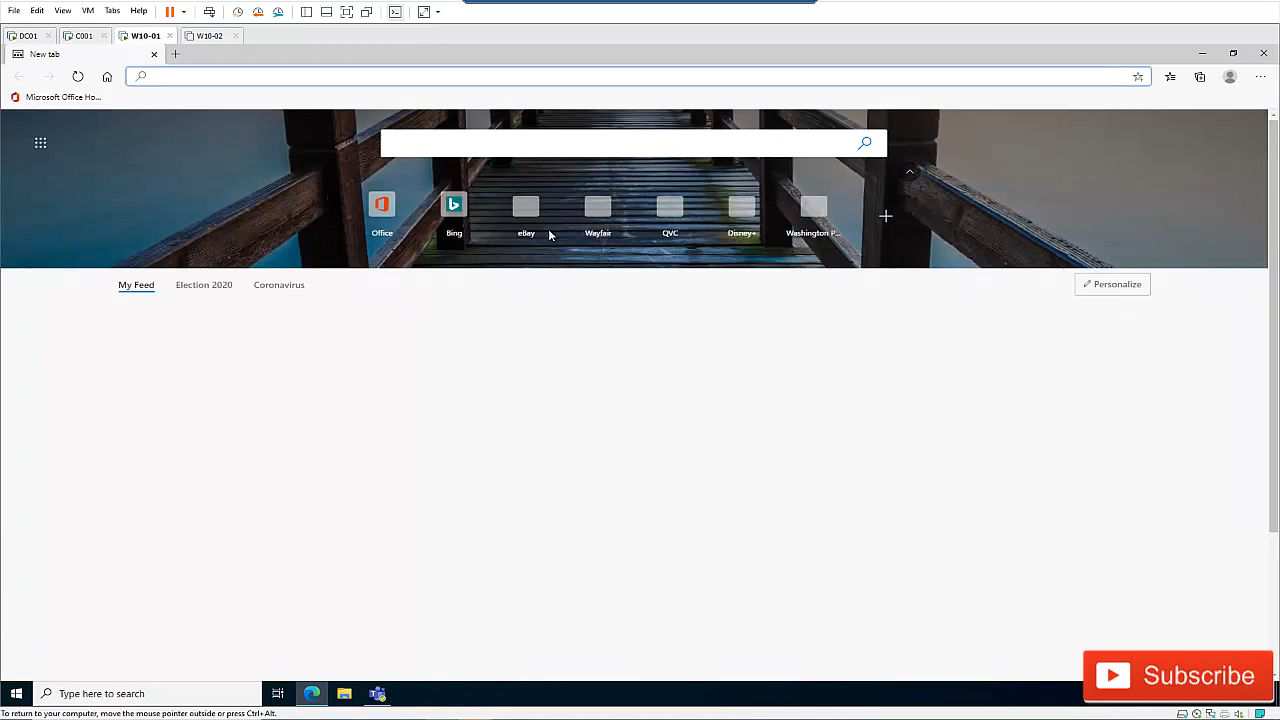 File Edit View VM Tabs Help
DC01 C001 W10-01 W10-02
New tab
Microsoft Office Ho...
Office Bing eBay Wayfair QVC Disney+ Washington P...
My Feed Election 2020 Coronavirus Personalize
Subscribe
Type here to search
To return to your computer, move the mouse pointer outside or press Ctrl+Alt.